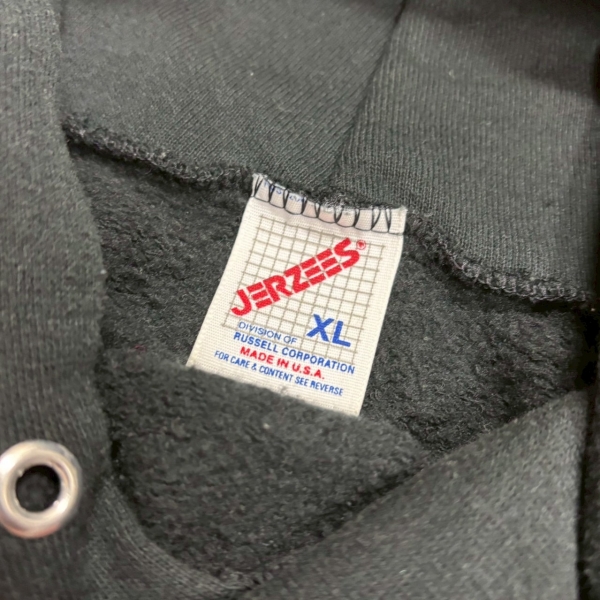 JERZEES®
XL
DIVISION OF
RUSSELL CORPORATION
MADE IN U.S.A.
FOR CARE & CONTENT SEE REVERSE